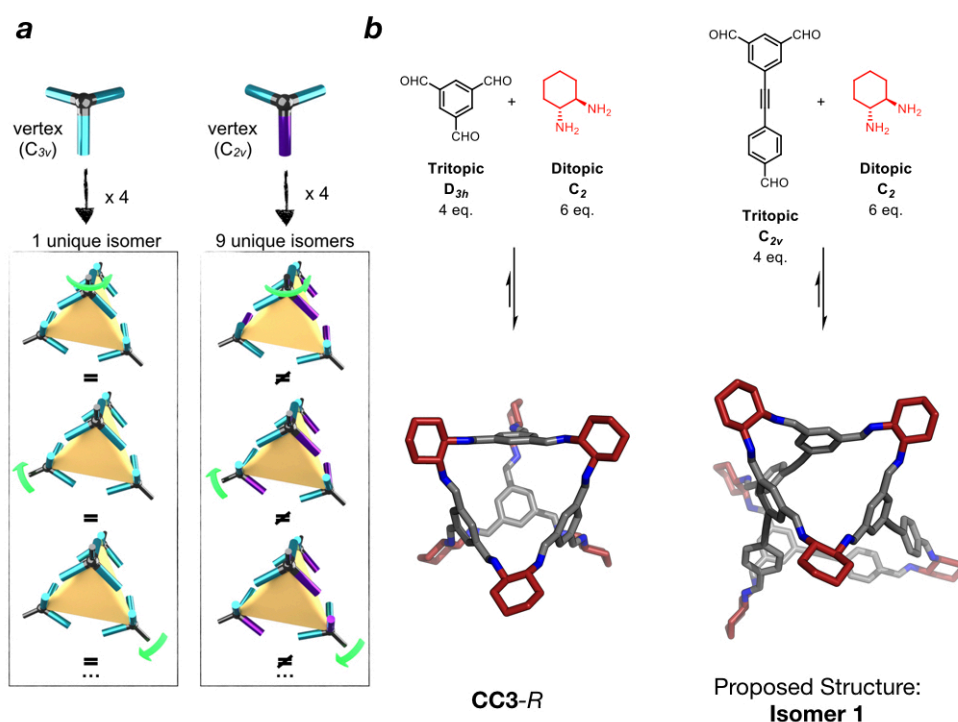 a
vertex
(C3v)
x 4
1 unique isomer
=
=
=
...
vertex
(C2v)
x 4
9 unique isomers
≠
≠
≠
...
b
OHC
CHO
CHO
+
NH2
NH2
Tritopic
D3h
4 eq.
Ditopic
C2
6 eq.
CC3-R
OHC
CHO
CHO
+
NH2
NH2
Tritopic
C2v
4 eq.
Ditopic
C2
6 eq.
Proposed Structure:
Isomer 1